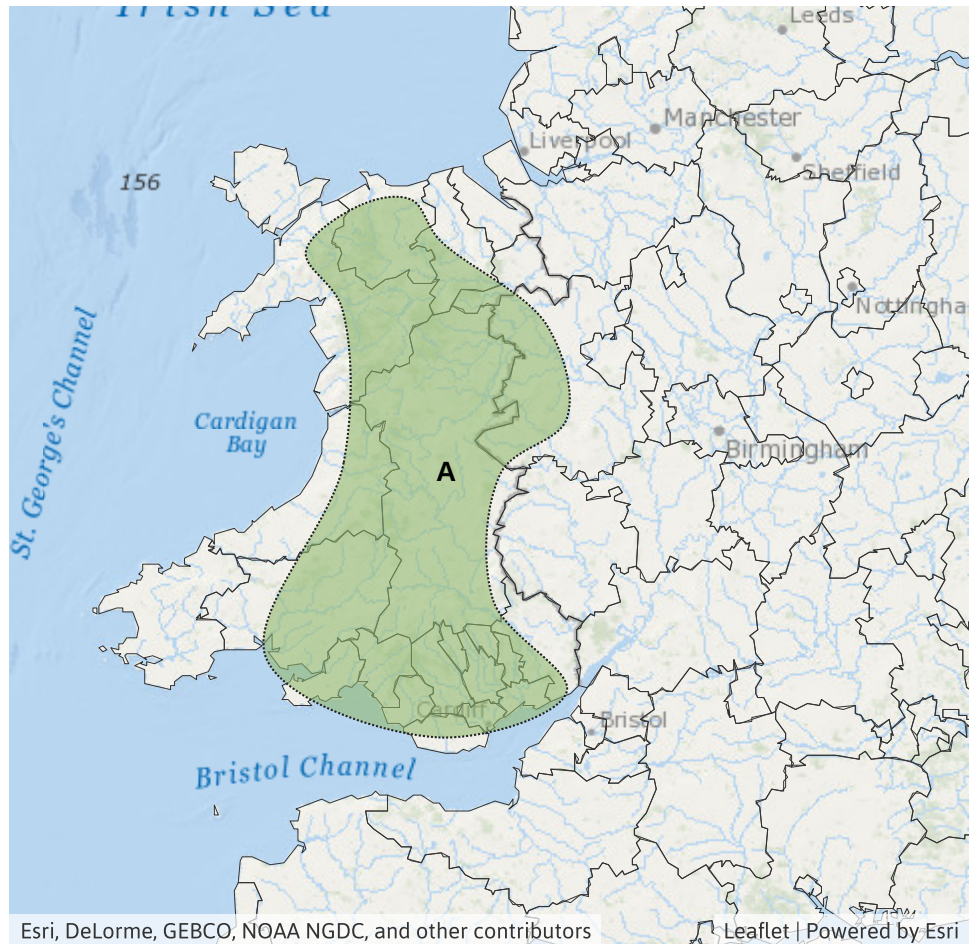 Irish Sea
Leeds
Manchester
Liverpool
Sheffield
156
Nottingha
St. George's Channel
Cardigan
Bay
Birmingham
A
Cardiff
Bristol
Bristol Channel
Esri, DeLorme, GEBCO, NOAA NGDC, and other contributors
Leaflet | Powered by Esri